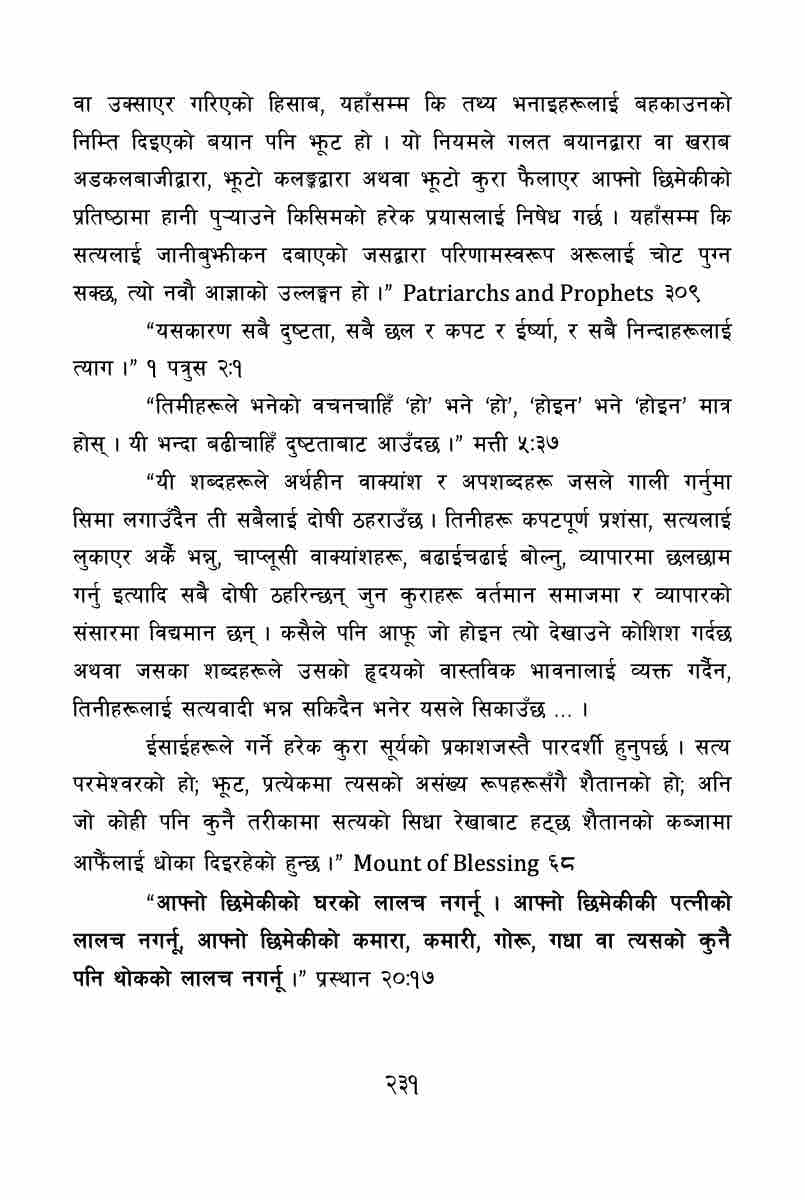 वा उक्साएर गरिएको हिसाब, यहाँसम्म कि तथ्य भनाइहरूलाई बहकाउनको
निम्ति दिइएको बयान पनि झूट हो । यो नियमले गलत बयानद्वारा वा खराब
अडकलबाजीद्वारा, झूटो कलङ्कद्वारा अथवा झूटो कुरा फैलाएर आफ्नो छिमेकीको
प्रतिष्ठामा हानी पुऱ्याउने किसिमको हरेक प्रयासलाई निषेध गर्छ । यहाँसम्म कि
सत्यलाई जानीबुझीकन दबाएको जसद्वारा परिणामस्वरूप अरूलाई चोट पुग्न
सक्छ, त्यो नवौ आज्ञाको उल्लङ्घन हो ।” Patriarchs and Prophets ३०९
“यसकारण सबै दुष्टता, सबै छल र कपट र ईर्ष्या, र सबै निन्दाहरूलाई
त्याग ।” १ पत्रुस २:१
“तिमीहरूले भनेको वचनचाहिँ ‘हो’ भने ‘हो’, ‘होइन’ भने ‘होइन’ मात्र
होस् । यी भन्दा बढीचाहिँ दुष्टताबाट आउँदछ ।” मत्ती ५:३७
“यी शब्दहरूले अर्थहीन वाक्यांश र अपशब्दहरू जसले गाली गर्नुमा
सिमा लगाउँदैन ती सबैलाई दोषी ठहराउँछ । तिनीहरू कपटपूर्ण प्रशंसा, सत्यलाई
लुकाएर अर्कै भन्नु, चाप्लूसी वाक्यांशहरू, बढाईचढाई बोल्नु, व्यापारमा छलछाम
गर्नु इत्यादि सबै दोषी ठहरिन्छन् जुन कुराहरू वर्तमान समाजमा र व्यापारको
संसारमा विद्यमान छन् । कसैले पनि आफू जो होइन त्यो देखाउने कोशिश गर्दछ
अथवा जसका शब्दहरूले उसको हृदयको वास्तविक भावनालाई व्यक्त गर्दैन,
तिनीहरूलाई सत्यवादी भन्न सकिदैन भनेर यसले सिकाउँछ ... ।
ईसाईहरूले गर्ने हरेक कुरा सूर्यको प्रकाशजस्तै पारदर्शी हुनुपर्छ । सत्य
परमेश्वरको हो; झूट, प्रत्येकमा त्यसको असंख्य रूपहरूसँगै शैतानको हो; अनि
जो कोही पनि कुनै तरीकामा सत्यको सिधा रेखाबाट हट्छ शैतानको कब्जामा
आफैंलाई धोका दिइरहेको हुन्छ ।” Mount of Blessing ६८
“आफ्नो छिमेकीको घरको लालच नगर्नू । आफ्नो छिमेकीकी पत्नीको
लालच नगर्नू, आफ्नो छिमेकीको कमारा, कमारी, गोरू, गधा वा त्यसको कुनै
पनि थोकको लालच नगर्नू ।” प्रस्थान २०:१७
२३१